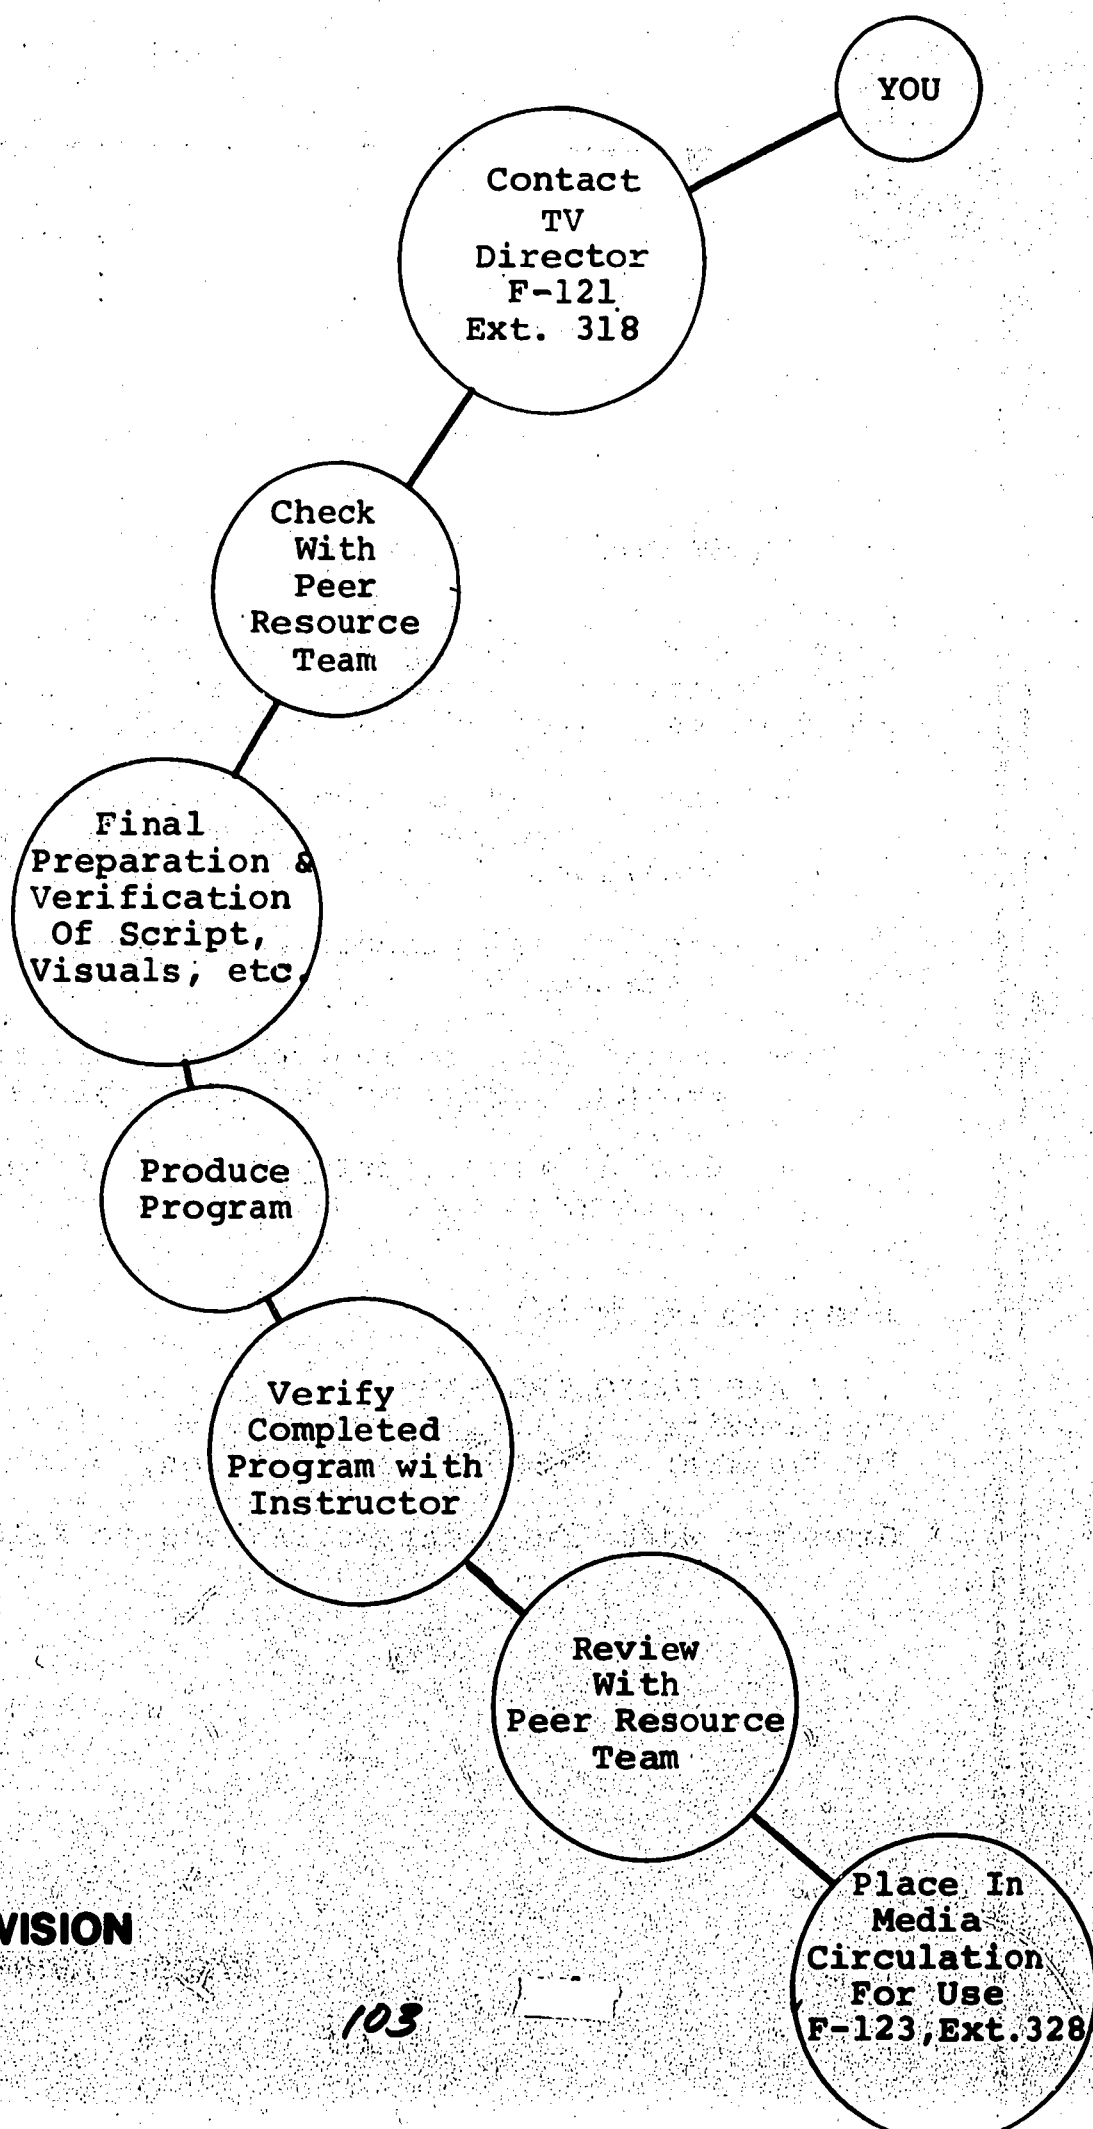 YOU
Contact
TV
Director
F-121
Ext. 318
Check
With
Peer
Resource
Team
Final
Preparation &
Verification
Of Script,
Visuals, etc.
Produce
Program
Verify
Completed
Program with
Instructor
Review
With
Peer Resource
Team
Place In
Media
Circulation
For Use
F-123,Ext.328
VISION
103